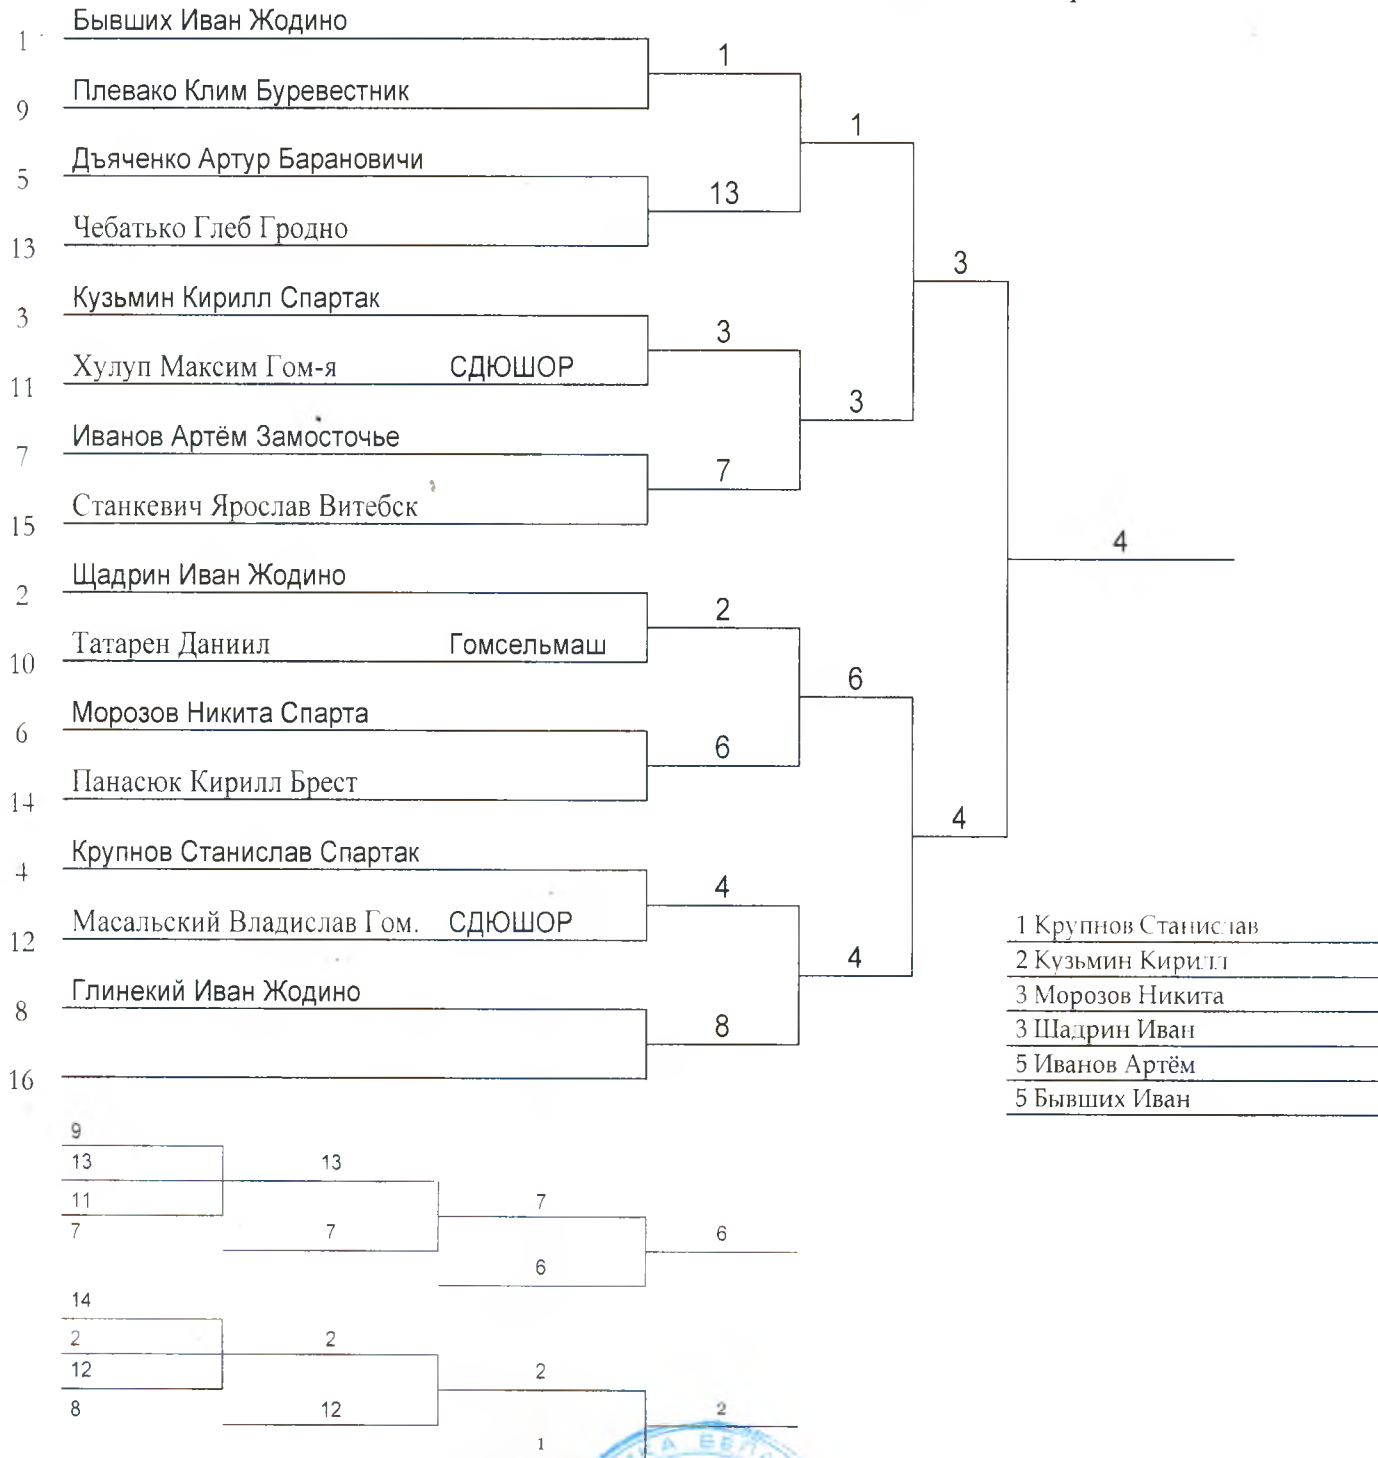 Бывших Иван Жодино
1
1
Плевако Клим Буревестник
9
1
Дъяченко Артур Барановичи
5
13
Чебатько Глеб Гродно
13
3
Кузьмин Кирилл Спартак
3
3
Хулуп Максим Гом-я СДЮШОР
11
3
Иванов Артём Замосточье
7
7
Станкевич Ярослав Витебск
15
4
Щадрин Иван Жодино
2
2
Татарен Даниил Гомсельмаш
10
6
Морозов Никита Спарта
6
6
Панасюк Кирилл Брест
14
4
Крупнов Станислав Спартак
4
4
Масальский Владислав Гом. СДЮШОР
12
4
Глинекий Иван Жодино
8
8
16
1 Крупнов Станислав
2 Кузьмин Кирилл
3 Морозов Никита
3 Шадрин Иван
5 Иванов Артём
5 Бывших Иван
9
13 13
11 7
7 7 6
6
14
2 2
12 2
8 12 2
1